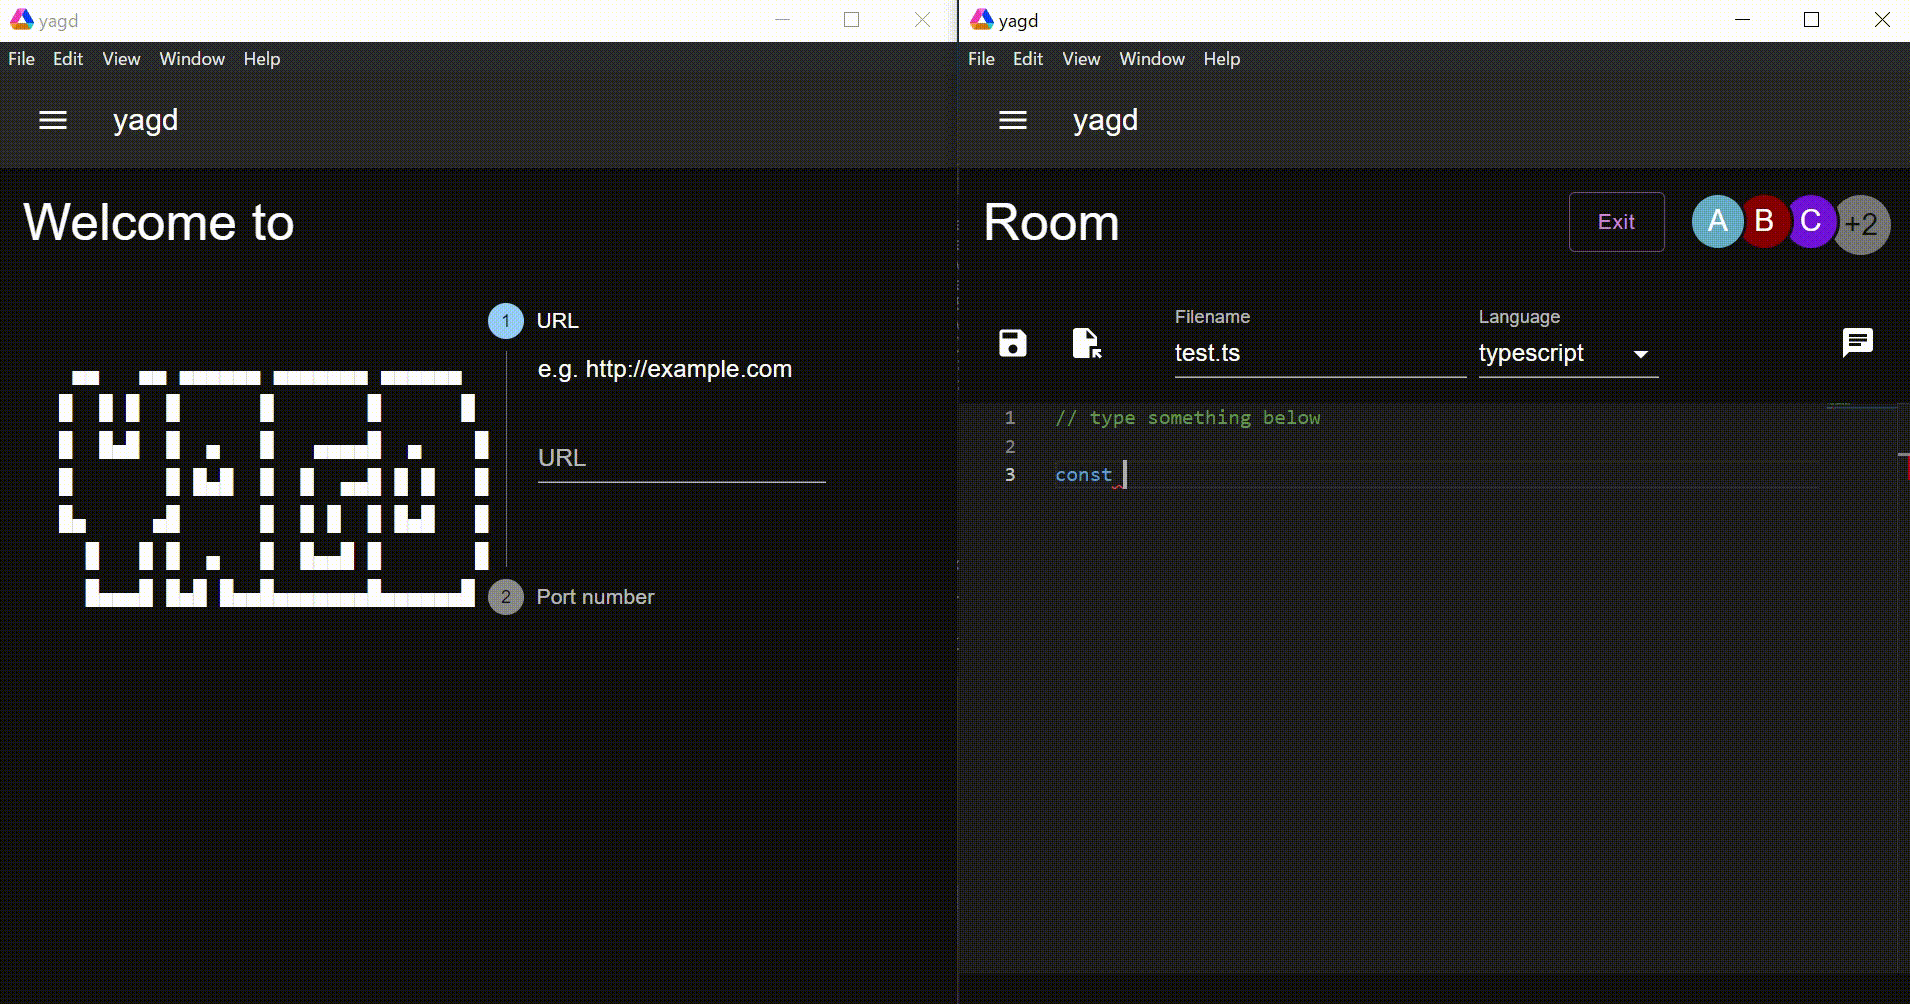 yagd
File Edit View Window Help
yagd
Welcome to
1 URL
e.g. http://example.com
URL
2 Port number
yagd
File Edit View Window Help
yagd
Room
Exit
A B C +2
Filename
test.ts
Language
typescript
1 // type something below
2
3 const